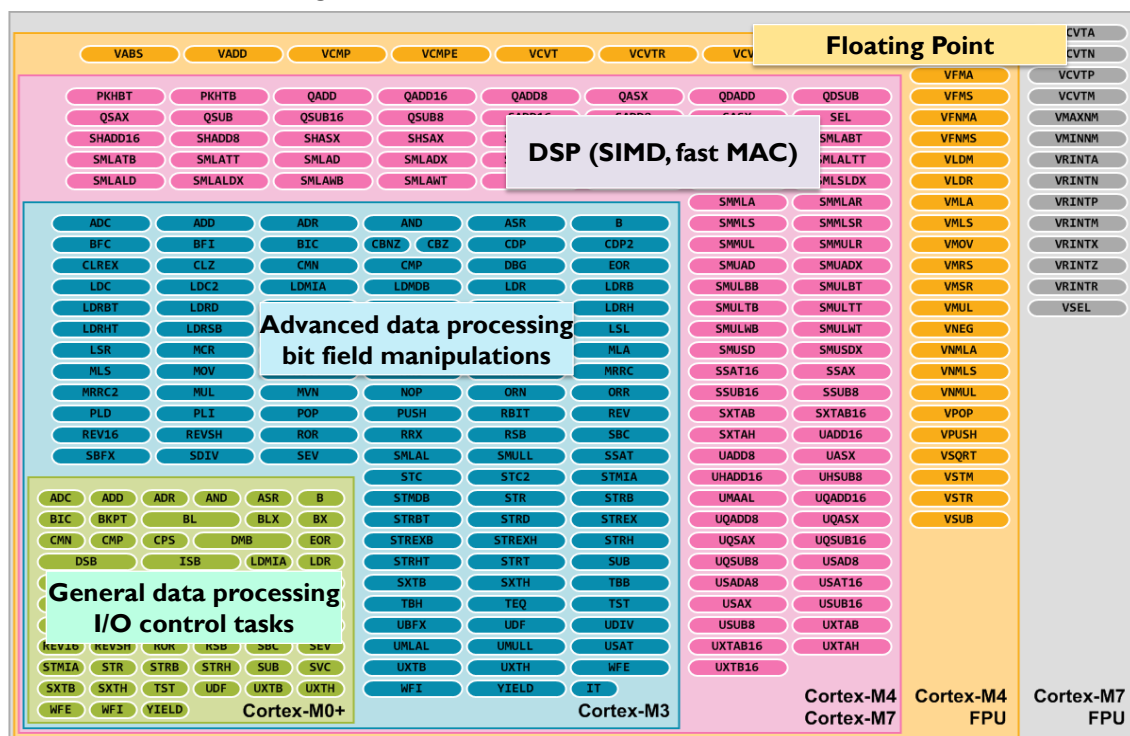 CVTA
VABS VADD VCMP VCMPE VCVT VCVTR Floating Point CVTN
VFMA VCVTP
PKHBT PKHTB QADD QADD16 QADD8 QASX QDADD QDSUB VFMS VCVTM
QSAX QSUB QSUB16 QSUB8 SEL VFNMA VMAXNM
SHADD16 SHADD8 SHASX SHSAX SMLABT VFNMS VMINNM
SMLATB SMLATT SMLAD SMLADX DSP (SIMD, fast MAC) SMLALTT VLDM VRINTA
SMLALD SMLALDX SMLAWB SMLAWT SMLSLDX VLDR VRINTN
SMMLA SMMLAR VMLA VRINTP
ADC ADD ADR AND ASR B SMMLS SMMLSR VMLS VRINTM
BFC BFI BIC CBNZ CBZ CDP CDP2 SMMUL SMMULR VMOV VRINTX
CLREX CLZ CMN CMP DBG EOR SMUAD SMUADX VMRS VRINTZ
LDC LDC2 LDMIA LDMDB LDR LDRB SMULBB SMULBT VMSR VRINTR
LDRBT LDRD LDRH SMULTB SMULTT VMUL VSEL
LDRHT LDRSB Advanced data processing LSL SMULWB SMULWT VNEG
LSR MCR bit field manipulations MLA SMUSD SMUSDX VNMLA
MLS MOV MRRC SSAT16 SSAX VNMLS
MRRC2 MUL MVN NOP ORN ORR SSUB16 SSUB8 VNMUL
PLD PLI POP PUSH RBIT REV SXTAB SXTAB16 VPOP
REV16 REVSH ROR RRX RSB SBC SXTAH UADD16 VPUSH
SBFX SDIV SEV SMLAL SMULL SSAT UADD8 UASX VSQRT
STC STC2 STMIA UHADD16 UHSUB8 VSTM
ADC ADD ADR AND ASR B STMDB STR STRB UMAAL UQADD16 VSTR
BIC BKPT BL BLX BX STRBT STRD STREX UQADD8 UQASX VSUB
CMN CMP CPS DMB EOR STREXB STREXH STRH UQSAX UQSUB16
DSB ISB LDMIA LDR STRHT STRT SUB UQSUB8 USAD8
SXTB SXTH TBB USADA8 USAT16
General data processing TBH TEQ TST USAX USUB16
I/O control tasks UBFX UDF UDIV USUB8 UXTAB
REV16 REVSH ROR RSB SBC SEV UMLAL UMULL USAT UXTAB16 UXTAH
STMIA STR STRB STRH SUB SVC UXTB UXTH WFE UXTB16
SXTB SXTH TST UDF UXTB UXTH WFI YIELD IT Cortex-M4 Cortex-M4 Cortex-M7
WFE WFI YIELD Cortex-M0+ Cortex-M3 Cortex-M7 FPU FPU